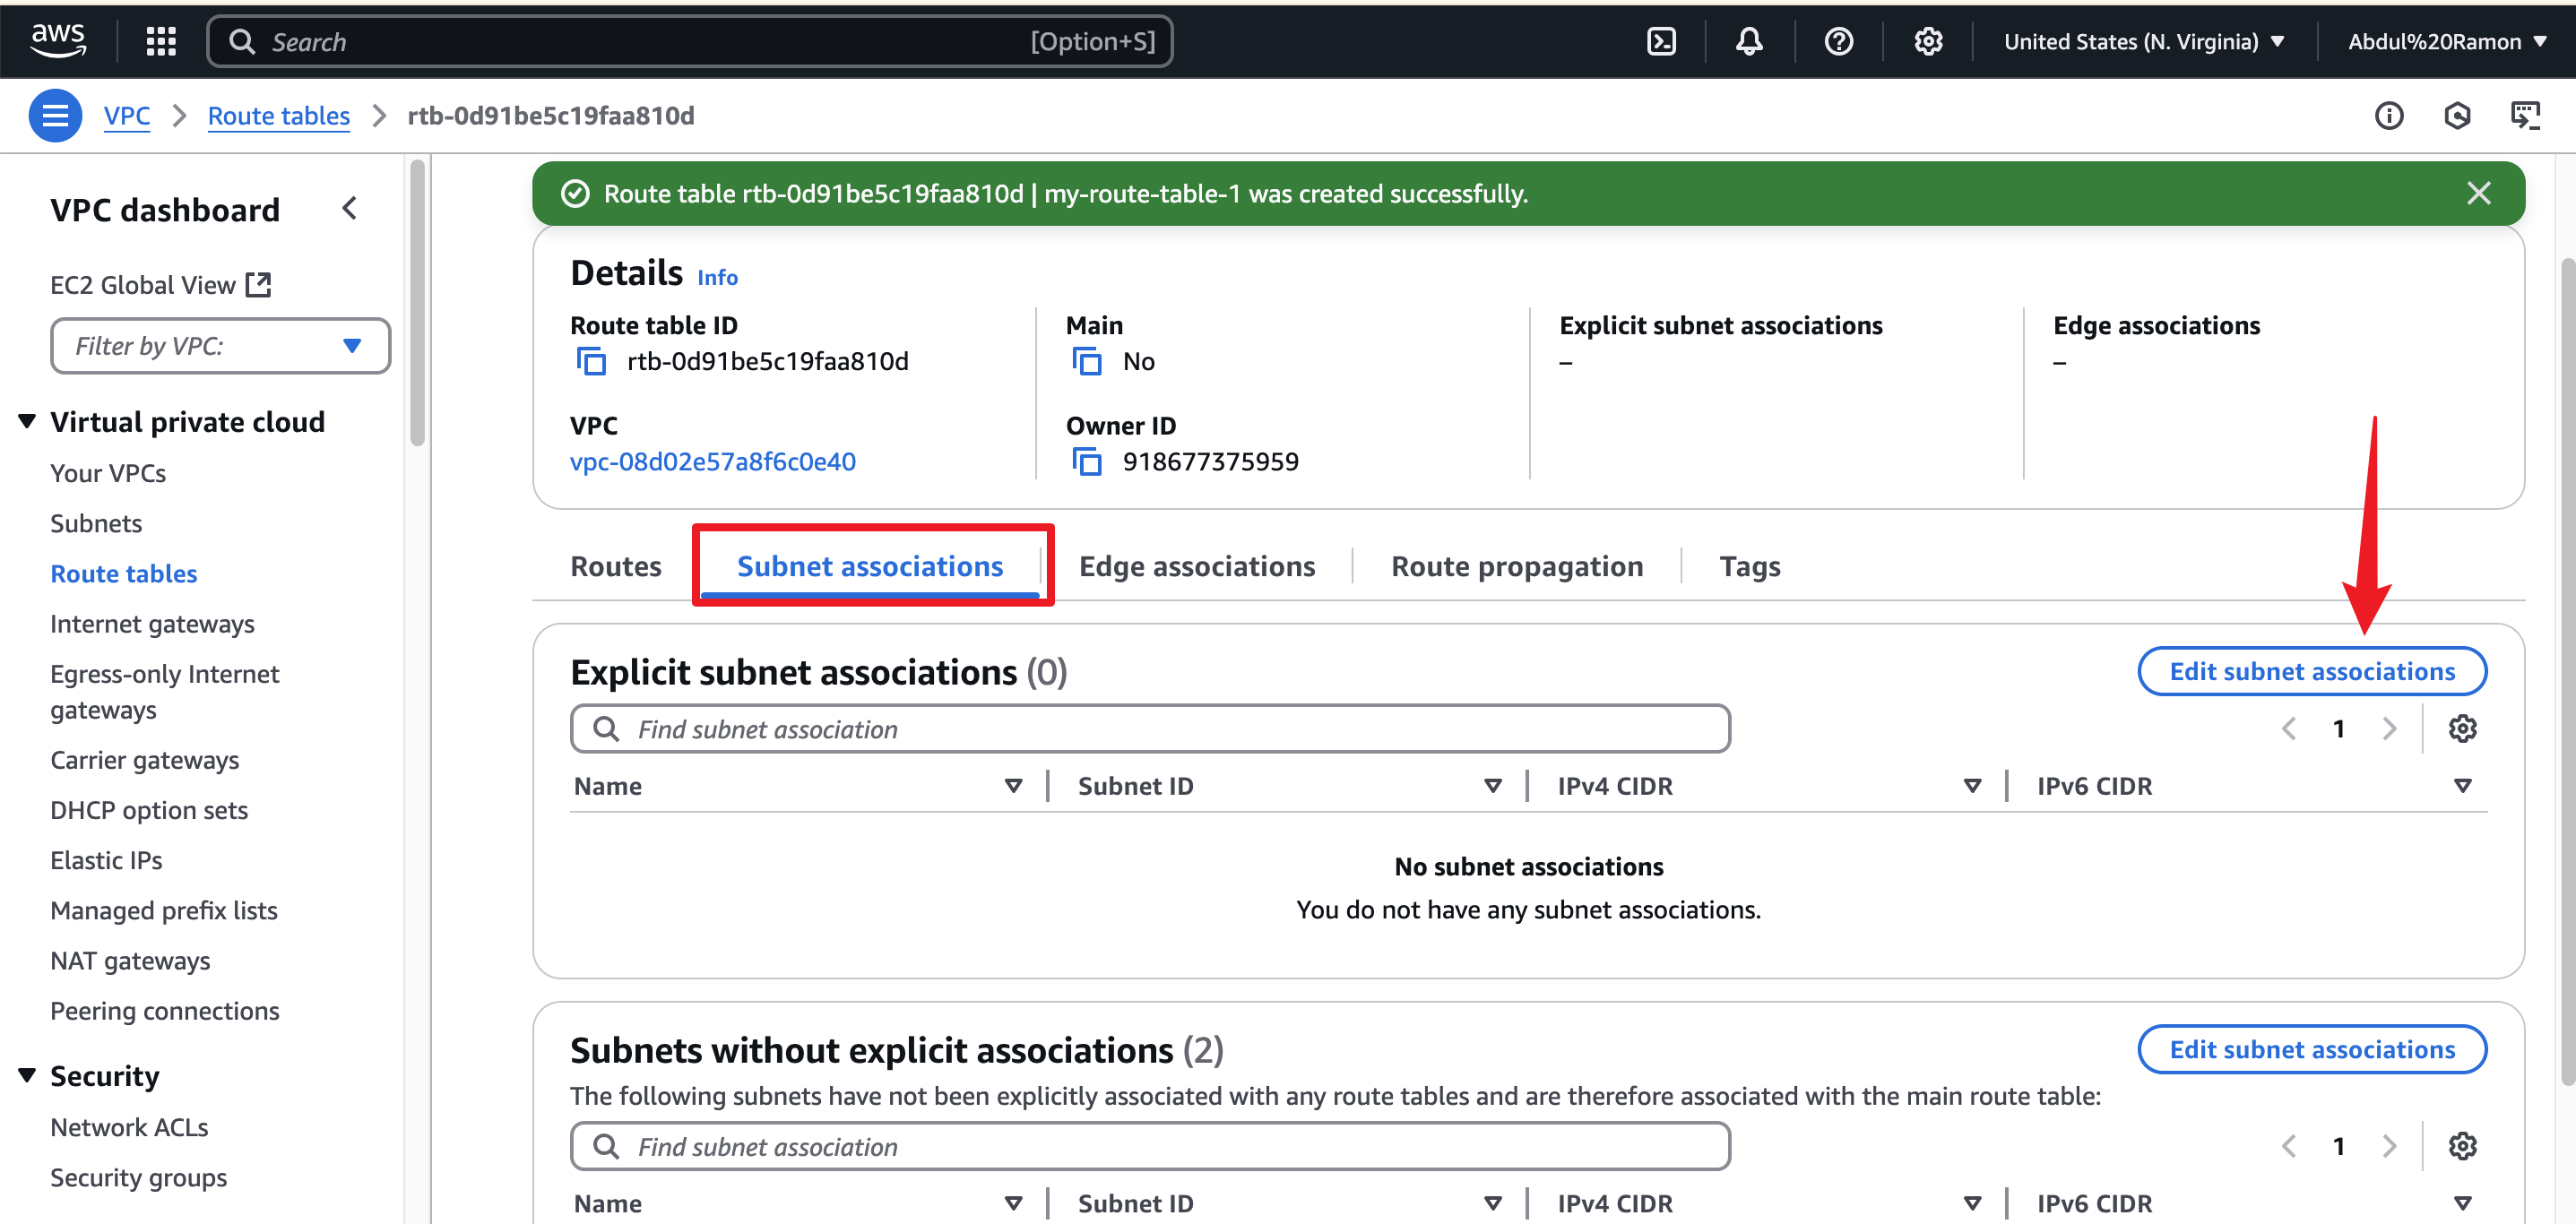 aws
Search
[Option+S]
United States (N. Virginia)
Abdul%20Ramon
VPC
Route tables
rtb-0d91be5c19faa810d
VPC dashboard
EC2 Global View
Filter by VPC:
Virtual private cloud
Your VPCs
Subnets
Route tables
Internet gateways
Egress-only Internet
gateways
Carrier gateways
DHCP option sets
Elastic IPs
Managed prefix lists
NAT gateways
Peering connections
Security
Network ACLs
Security groups
Route table rtb-0d91be5c19faa810d | my-route-table-1 was created successfully.
Details Info
Route table ID
rtb-0d91be5c19faa810d
Main
No
Explicit subnet associations
–
Edge associations
–
VPC
vpc-08d02e57a8f6c0e40
Owner ID
918677375959
Routes
Subnet associations
Edge associations
Route propagation
Tags
Explicit subnet associations (0)
Edit subnet associations
Find subnet association
1
Name
Subnet ID
IPv4 CIDR
IPv6 CIDR
No subnet associations
You do not have any subnet associations.
Subnets without explicit associations (2)
Edit subnet associations
The following subnets have not been explicitly associated with any route tables and are therefore associated with the main route table:
Find subnet association
1
Name
Subnet ID
IPv4 CIDR
IPv6 CIDR